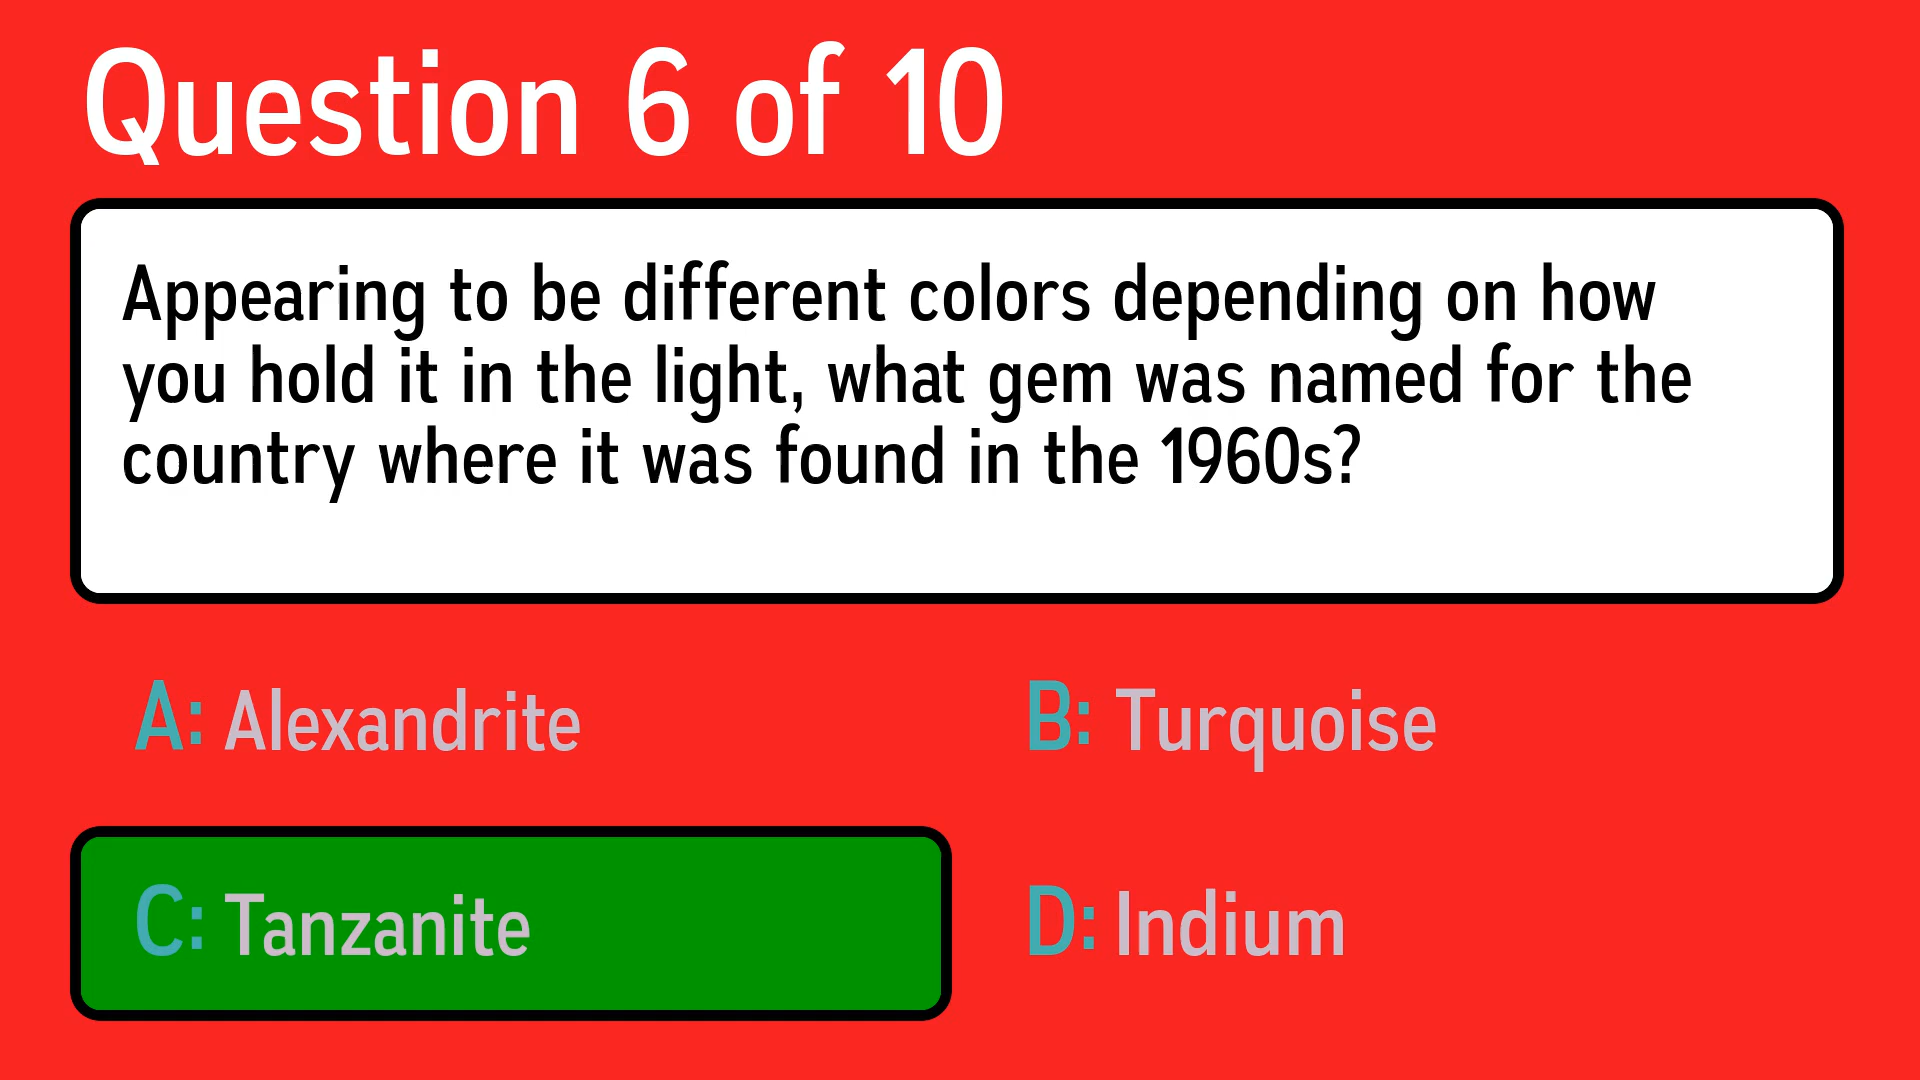 Question 6 of 10
Appearing to be different colors depending on how
you hold it in the light, what gem was named for the
country where it was found in the 1960s?
A: Alexandrite
B: Turquoise
C: Tanzanite
D: Indium